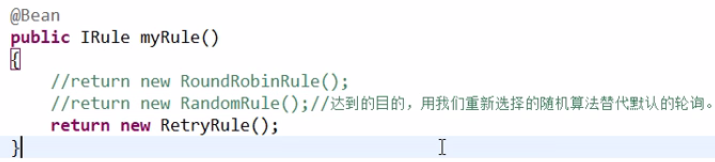 @Bean
public IRule myRule()
{
//return new RoundRobinRule();
//return new RandomRule();//达到的目的，用我们重新选择的随机算法替代默认的轮询。
return new RetryRule();
}